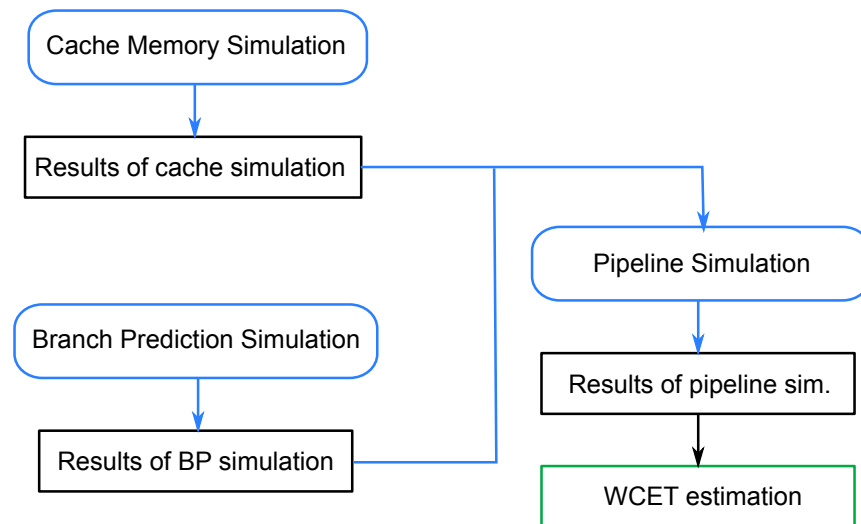 Cache Memory Simulation
Results of cache simulation
Pipeline Simulation
Branch Prediction Simulation
Results of pipeline sim.
Results of BP simulation
WCET estimation